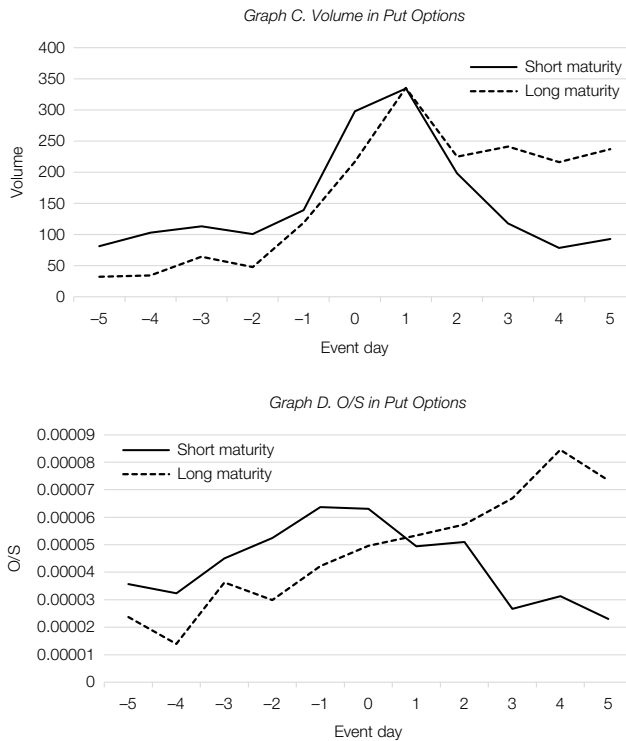 Graph C. Volume in Put Options
400
350
300
250
200
150
100
50
0
Volume
Short maturity
Long maturity
–5 –4 –3 –2 –1 0 1 2 3 4 5
Event day
Graph D. O/S in Put Options
0.00009
0.00008
0.00007
0.00006
0.00005
0.00004
0.00003
0.00002
0.00001
0
O/S
Short maturity
Long maturity
–5 –4 –3 –2 –1 0 1 2 3 4 5
Event day